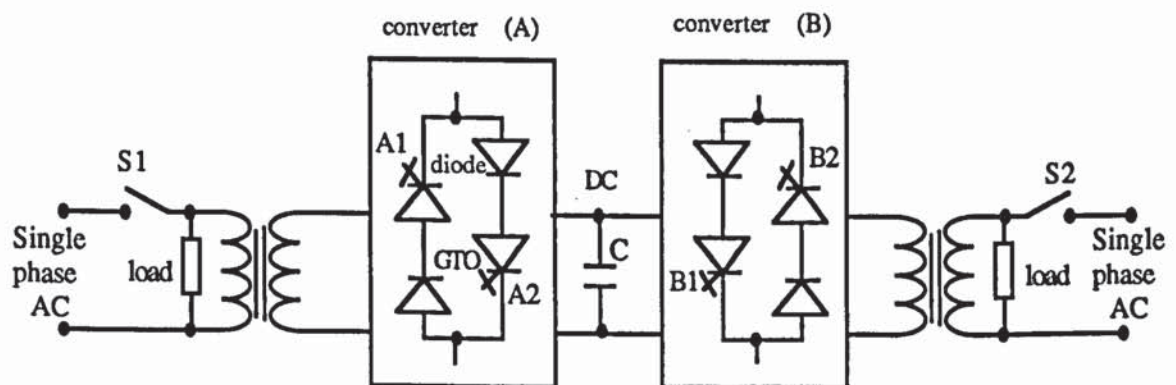 converter (A)
converter (B)
S1
Single
phase
AC
load
A1
diode
GTO
A2
DC
C
B1
B2
load
S2
Single
phase
AC